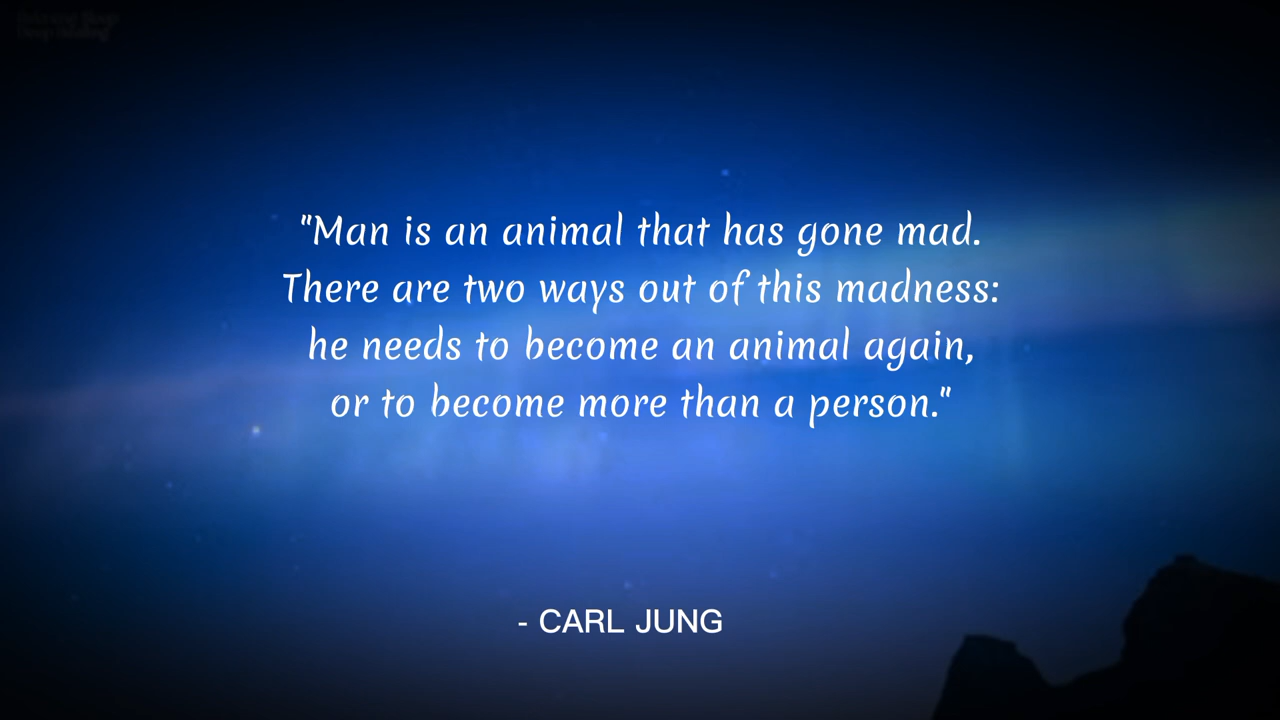 "Man is an animal that has gone mad.
There are two ways out of this madness:
he needs to become an animal again,
or to become more than a person."
- CARL JUNG